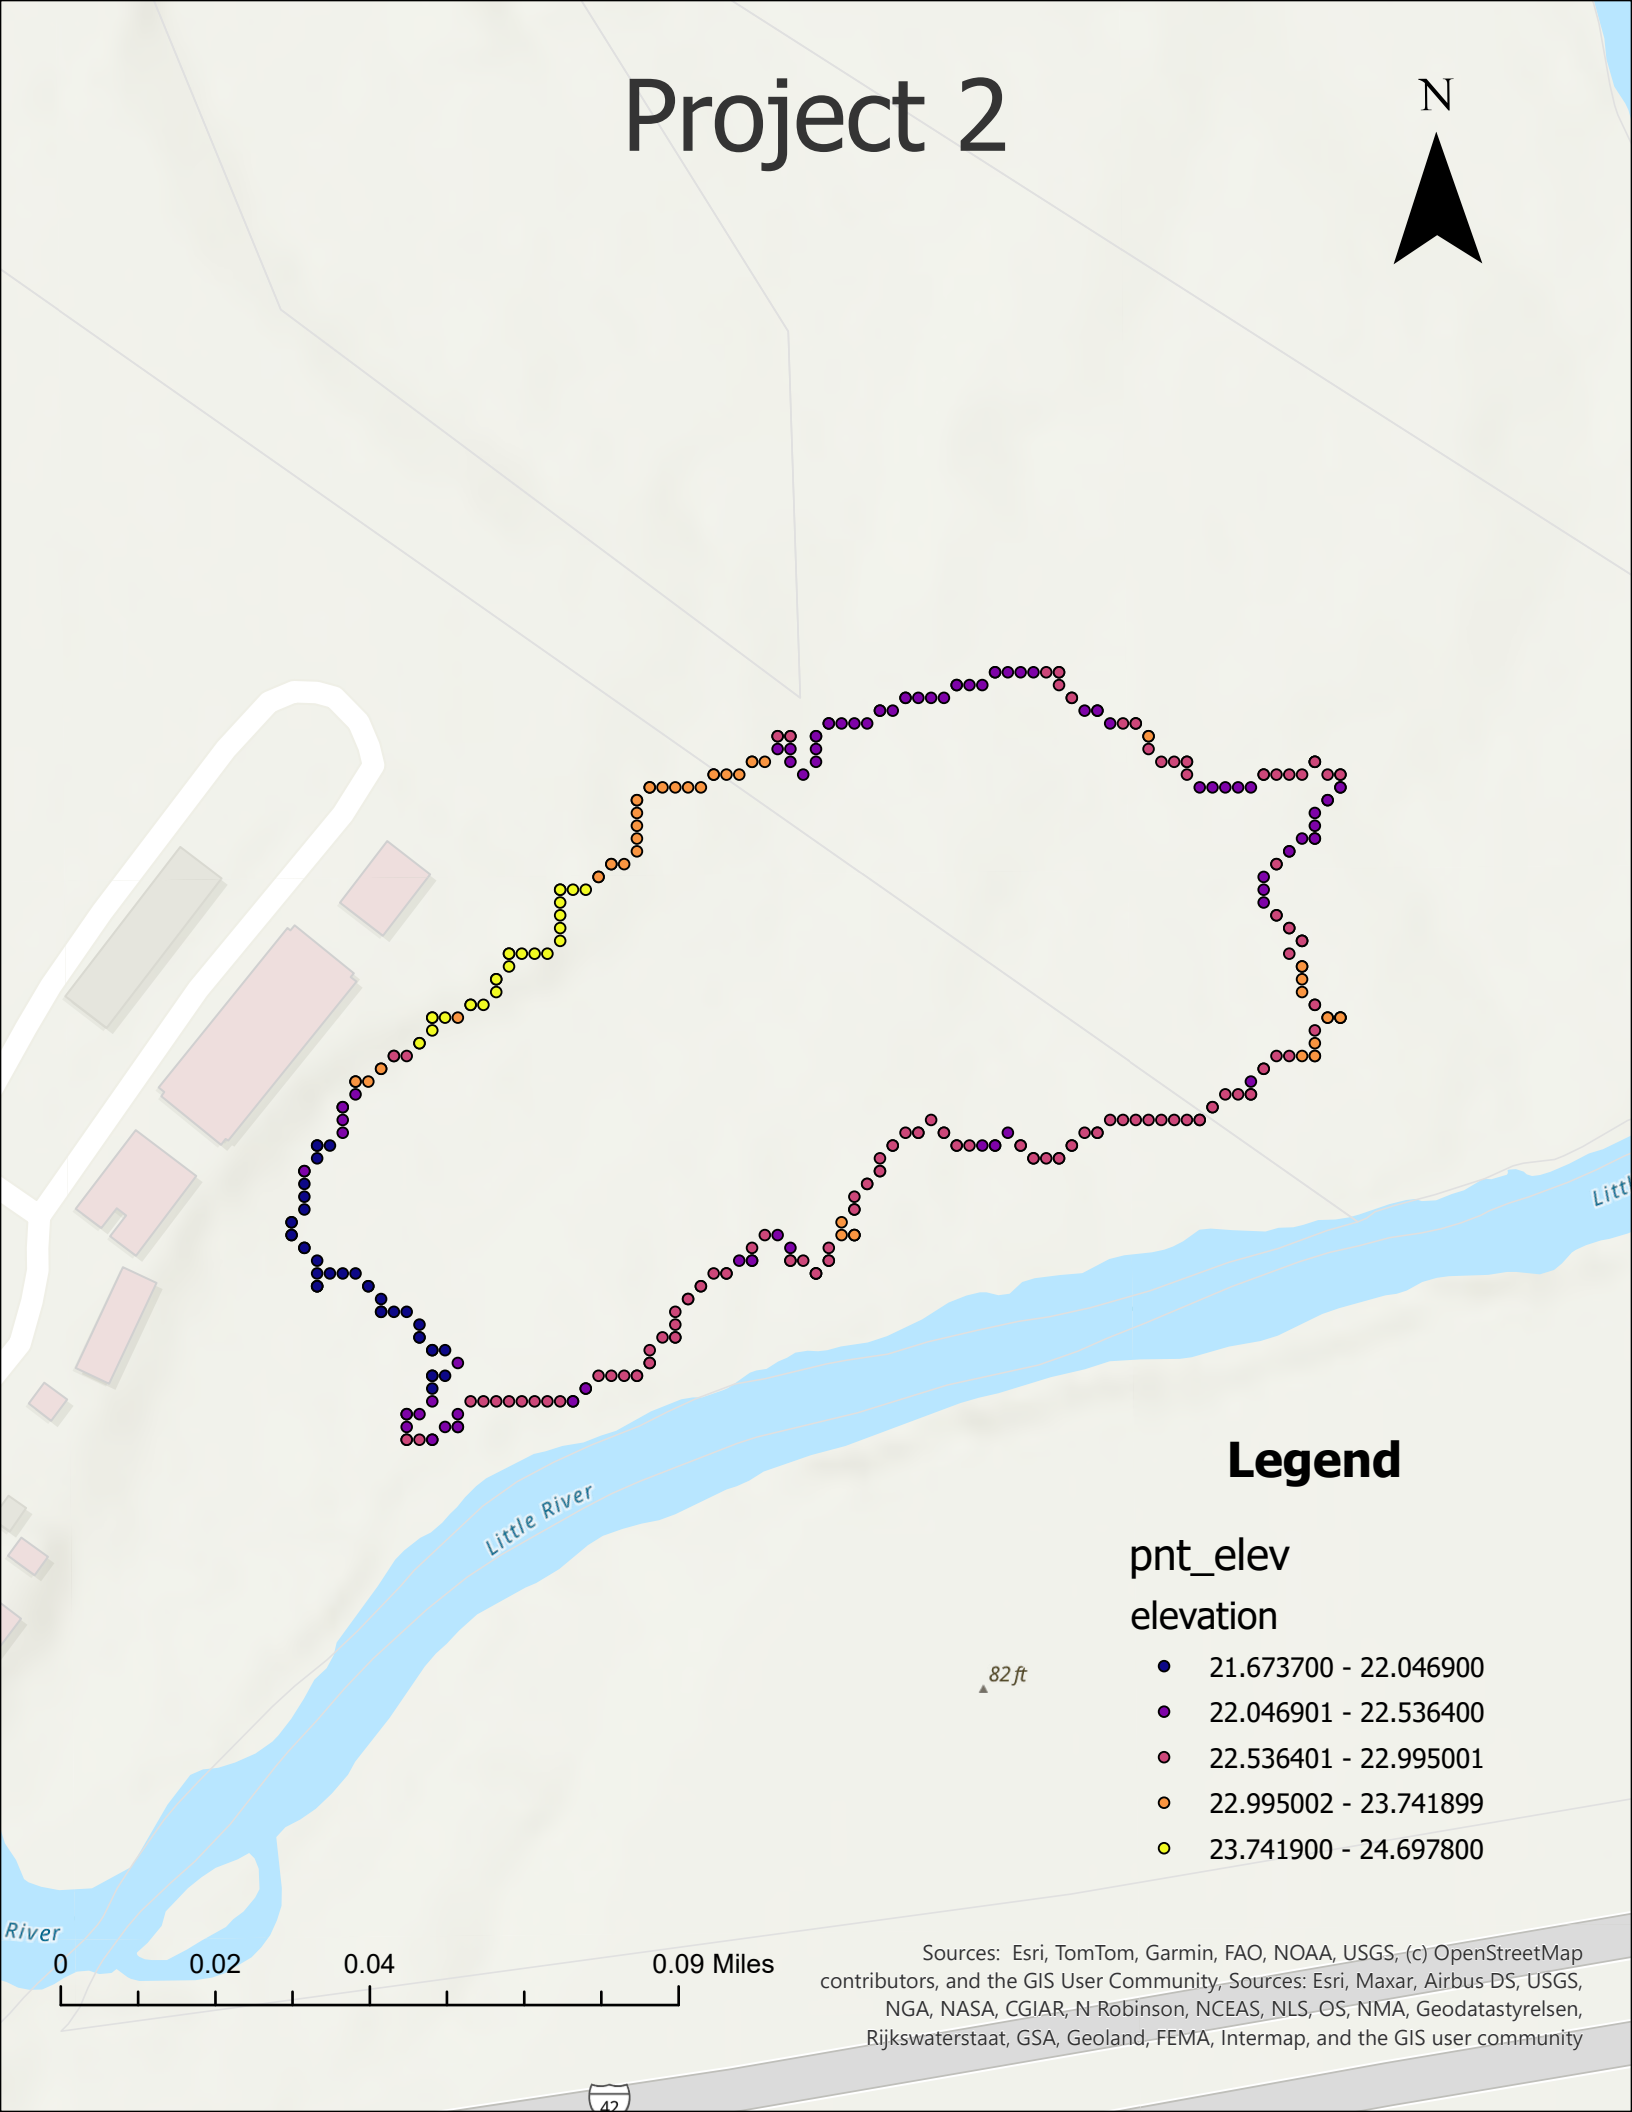 Project 2
N
Littl
Little River
Legend
pnt_elev
elevation
82 ft
21.673700 - 22.046900
22.046901 - 22.536400
22.536401 - 22.995001
22.995002 - 23.741899
23.741900 - 24.697800
River
0 0.02 0.04 0.09 Miles
Sources: Esri, TomTom, Garmin, FAO, NOAA, USGS, (c) OpenStreetMap
contributors, and the GIS User Community, Sources: Esri, Maxar, Airbus DS, USGS,
NGA, NASA, CGIAR, N Robinson, NCEAS, NLS, OS, NMA, Geodatastyrelsen,
Rijkswaterstaat, GSA, Geoland, FEMA, Intermap, and the GIS user community
42